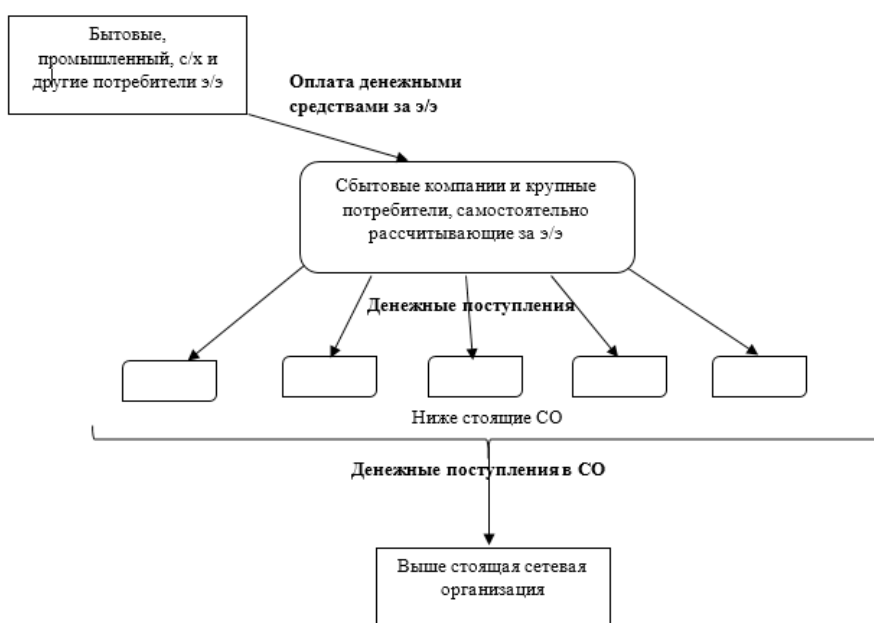 Бытовые,
промышленный, с/х и
другие потребители э/э
Оплата денежными
средствами за э/э
Сбытовые компании и крупные
потребители, самостоятельно
рассчитывающие за э/э
Денежные поступления
Ниже стоящие СО
Денежные поступления в СО
Выше стоящая сетевая
организация